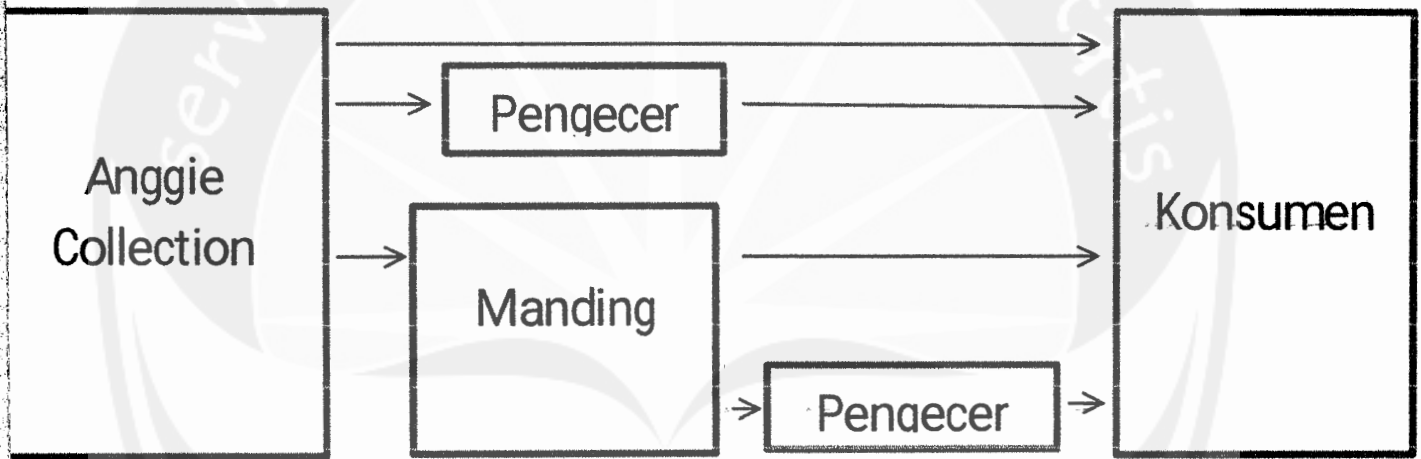 Pengecer
Anggie
Collection
Konsumen
Manding
Pengecer